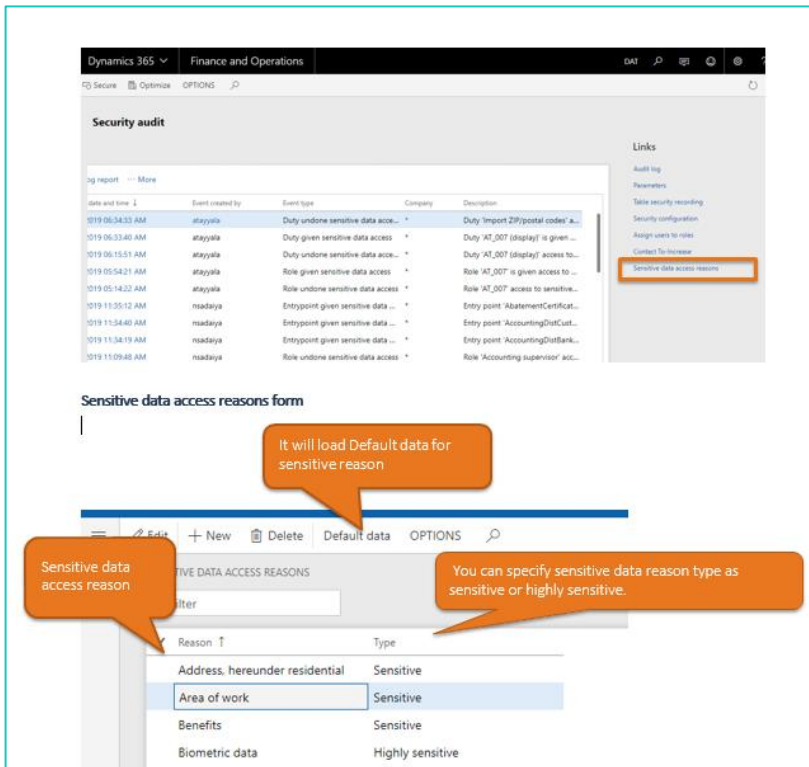 Dynamics 365 Finance and Operations DAT ?
Secure Optimize OPTIONS
Security audit
Links
Audit log
Parameters
Table security recording
Security configuration
Assign users to roles
Contact To-Increase
Sensitive data access reasons
og report ··· More
date and time ↓ Event created by Event type Company Description
2019 06:34:33 AM atayyala Duty undone sensitive data acce... * Duty 'Import ZIP/postal codes' a...
2019 06:33:40 AM atayyala Duty given sensitive data access * Duty 'AT_007 (display)' is given ...
2019 06:15:51 AM atayyala Duty undone sensitive data acce... * Duty 'AT_007 (display)' access to...
2019 05:54:21 AM atayyala Role given sensitive data access * Role 'AT_007' is given access to ...
2019 05:14:22 AM atayyala Role undone sensitive data access * Role 'AT_007' access to sensitive...
2019 11:35:12 AM nsadaiya Entrypoint given sensitive data ... * Entry point 'AbatementCertificat...
2019 11:34:40 AM nsadaiya Entrypoint given sensitive data ... * Entry point 'AccountingDistCust...
2019 11:34:19 AM nsadaiya Entrypoint given sensitive data ... * Entry point 'AccountingDistBank...
2019 11:09:48 AM nsadaiya Role undone sensitive data access * Role 'Accounting supervisor' acc...
Sensitive data access reasons form
It will load Default data for
sensitive reason
Edit + New Delete Default data OPTIONS
Sensitive data
access reason
TIVE DATA ACCESS REASONS
You can specify sensitive data reason type as
sensitive or highly sensitive.
ilter
Reason ↑ Type
Address, hereunder residential Sensitive
Area of work Sensitive
Benefits Sensitive
Biometric data Highly sensitive